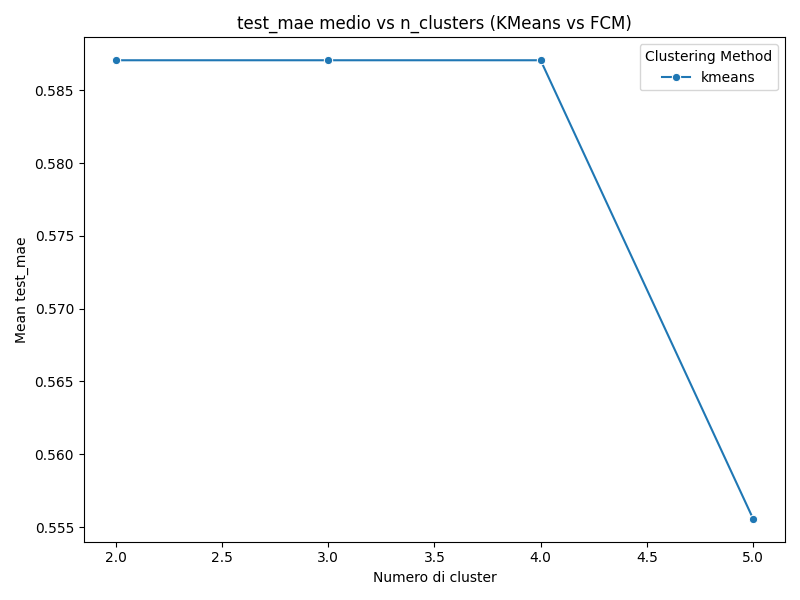 test_mae medio vs n_clusters (KMeans vs FCM)
Clustering Method
kmeans
0.585
0.580
0.575
0.570
0.565
0.560
0.555
Mean test_mae
2.0 2.5 3.0 3.5 4.0 4.5 5.0
Numero di cluster